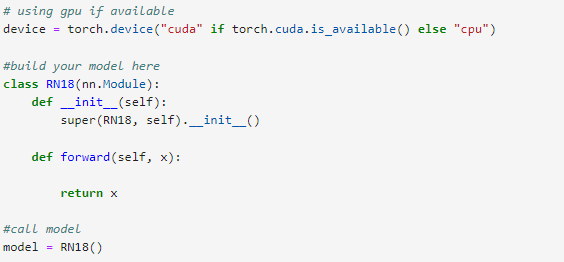 # using gpu if available
device = torch.device("cuda" if torch.cuda.is_available() else "cpu")
#build your model here
class RN18(nn.Module):
    def __init__(self):
        super(RN18, self).__init__()
    def forward(self, x):
        return x
#call model
model = RN18()